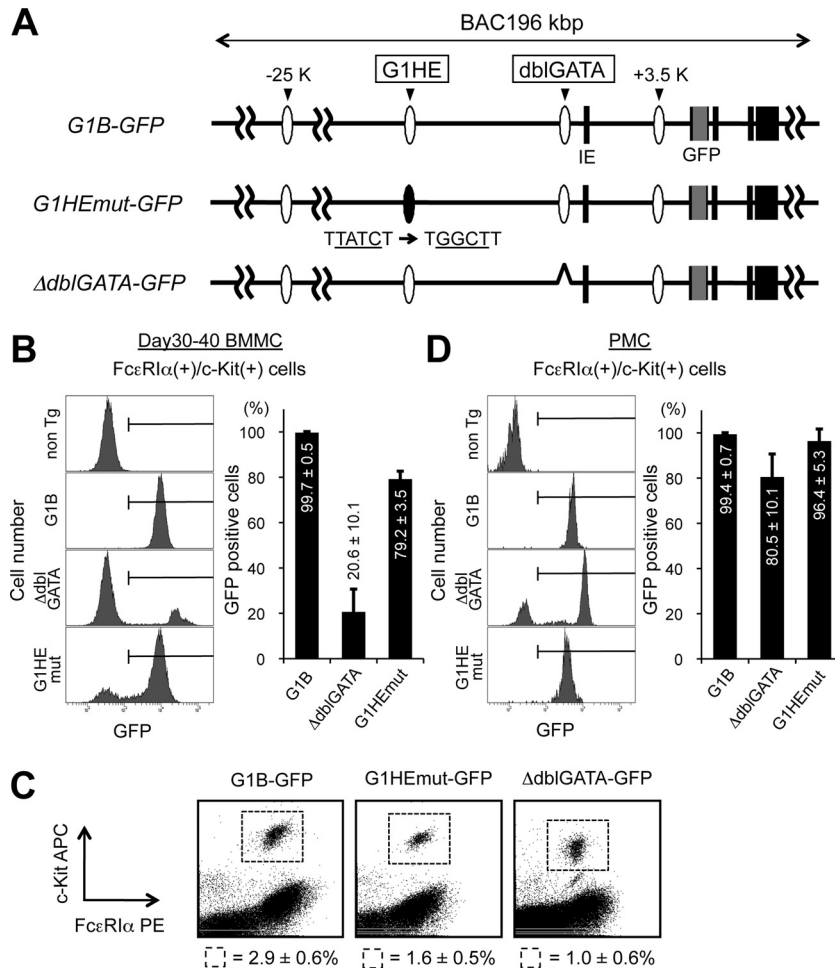 A
BAC196 kbp
-25 K
G1HE
dblGATA
+3.5 K
G1B-GFP
IE
GFP
G1HEmut-GFP
TTATCT → TGGCTT
ΔdblGATA-GFP
B
Day30-40 BMMC
FcεRIα(+)/c-Kit(+) cells
Cell number
non Tg
G1B
Δdbl
GATA
G1HE
mut
GFP
(%)
GFP positive cells
100
80
60
40
20
0
99.7 ± 0.5
20.6 ± 10.1
79.2 ± 3.5
G1B
ΔdblGATA
G1HEmut
D
PMC
FcεRIα(+)/c-Kit(+) cells
Cell number
non Tg
G1B
Δdbl
GATA
G1HE
mut
GFP
(%)
GFP positive cells
100
80
60
40
20
0
99.4 ± 0.7
80.5 ± 10.1
96.4 ± 5.3
G1B
ΔdblGATA
G1HEmut
C
c-Kit APC
FcεRIα PE
G1B-GFP
G1HEmut-GFP
ΔdblGATA-GFP
= 2.9 ± 0.6%
= 1.6 ± 0.5%
= 1.0 ± 0.6%